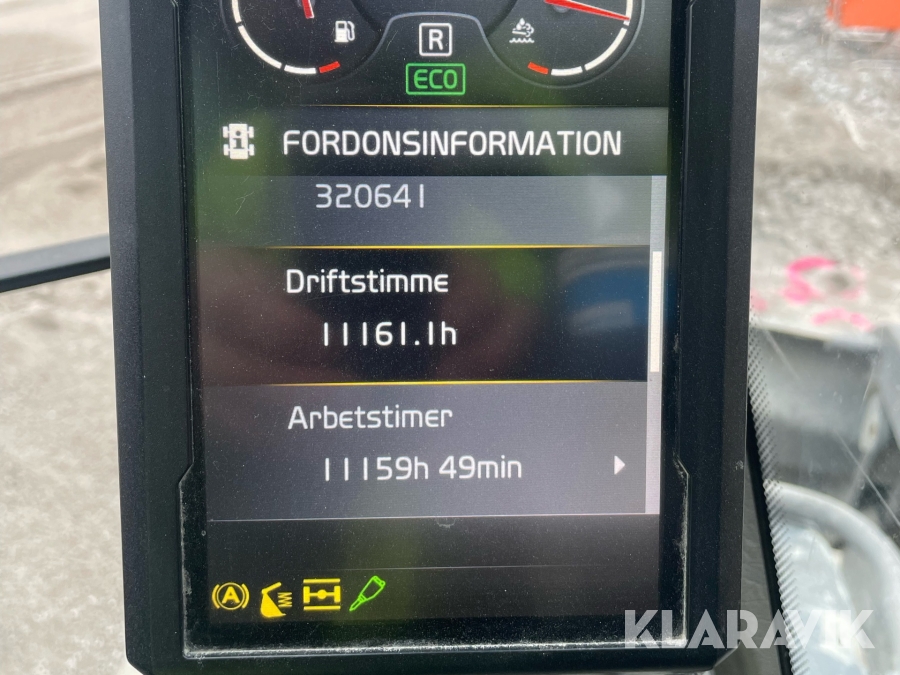 R
ECO
FORDONSINFORMATION
320641
Driftstimme
11161.1h
Arbetstimer
11159h 49min
A
KLARAVIK